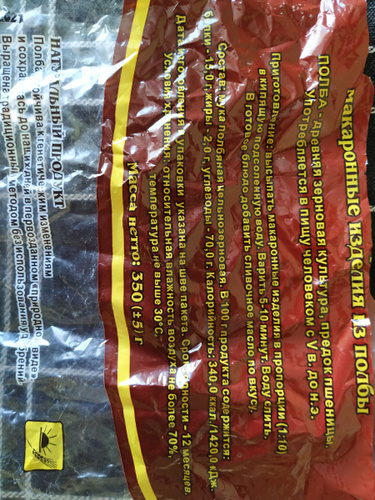 макаронные изделия из полбы
ПОЛБА - древняя зерновая культура, предок пшеницы.
Употребляется в пищу человеком с V в. до н.э.
Приготовление: высыпать макаронные изделия в пропорции (1:10)
в кипящую подсоленную воду. Варить 5-10 минут. Воду слить.
В готовое блюдо добавить сливочное масло по вкусу.
Состав: мука полбяная цельнозерновая. В 100 г продукта содержится:
белки - г, жиры - 2,0 г, углеводы - 70,0 г. Калорийность: 340,0 ккал/1420,0 кДж.
Дата изготовления и упаковки указана на шве пакета. Срок годности - 12 месяцев.
Условия хранения: относительная влажность воздуха не более 70%,
температура не выше 30°С.
Масса нетто: 350 (±5) г
НАТУРАЛЬНЫЙ ПРОДУКТ
Полба устойчива к генетическим изменениям
и сохранилась до наших дней в первозданном природном виде.
Выращена традиционным методом без использования удобрений